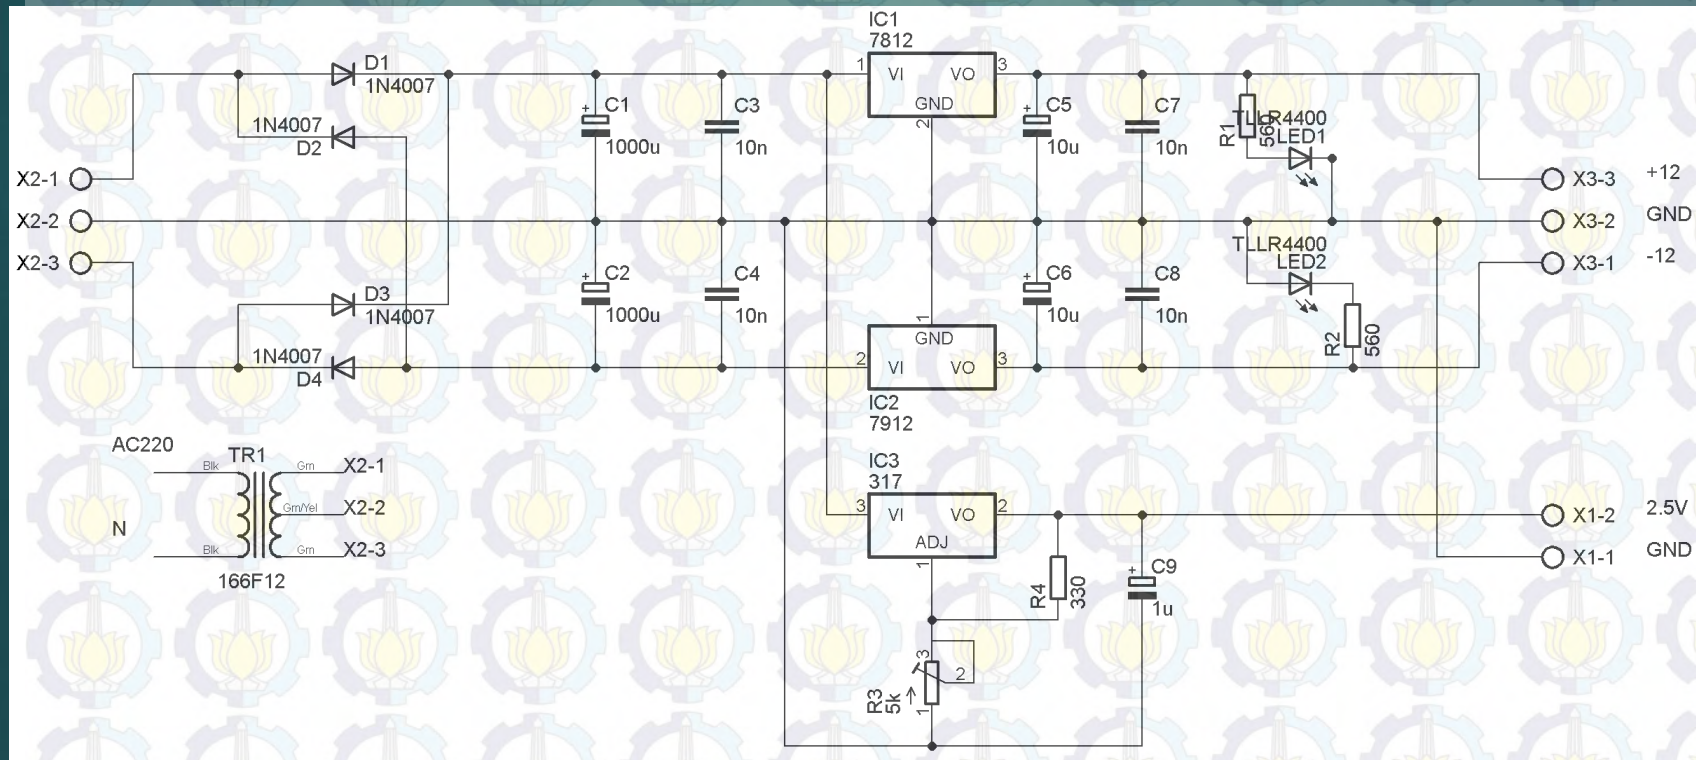 IC1
7812
1
VI
VO
3
GND
2
D1
1N4007
1N4007
D2
C1
+
1000u
C3
10n
C5
+
10u
C7
10n
R1
560
TLLR4400
LED1
X2-1
X2-2
X2-3
X3-3
+12
X3-2
GND
X3-1
-12
D3
1N4007
1N4007
D4
C2
+
1000u
C4
10n
C6
+
10u
C8
10n
TLLR4400
LED2
R2
560
1
GND
2
VI
VO
3
IC2
7912
AC220
TR1
Blk
Grn
X2-1
Grn/Yel
X2-2
N
Blk
Grn
X2-3
166F12
IC3
317
3
VI
VO
2
ADJ
1
R4
330
C9
+
1u
3
2
R3
5k
1
X1-2
2.5V
X1-1
GND